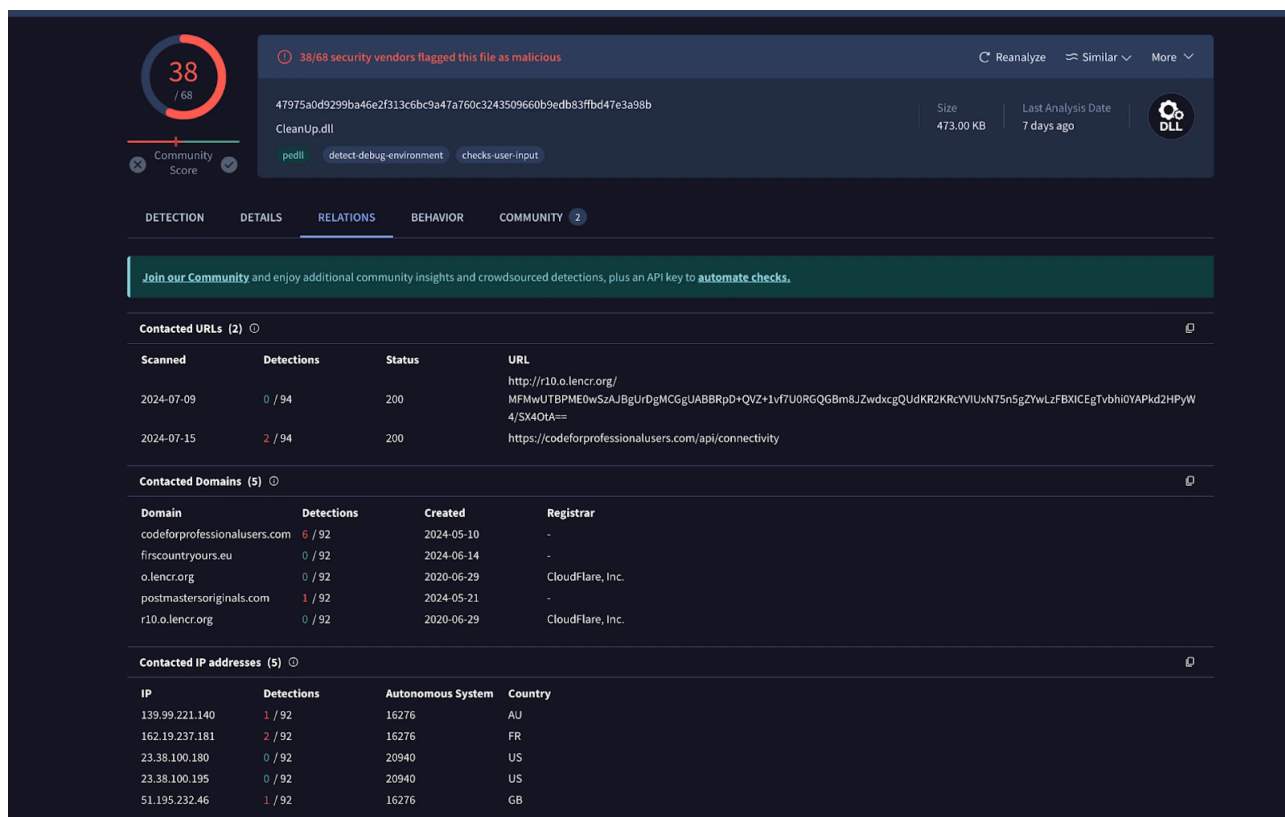 38
/ 68
Community
Score
38/68 security vendors flagged this file as malicious
Reanalyze Similar More
47975a0d9299ba46e2f313c6bc9a47a760c3243509660b9edb83ffbd47e3a98b
CleanUp.dll
pedll detect-debug-environment checks-user-input
Size
473.00 KB
Last Analysis Date
7 days ago
DLL
DETECTION DETAILS RELATIONS BEHAVIOR COMMUNITY 2
Join our Community and enjoy additional community insights and crowdsourced detections, plus an API key to automate checks.
Contacted URLs (2)
Scanned Detections Status URL
http://r10.o.lencr.org/
2024-07-09 0 / 94 200 MFMwUTBPME0wSzAJBgUrDgMCGgUABBRpD+QVZ+1vf7U0RGQGBm8JZwdxcgQUdKR2KRcYVIUxN75n5gZYwLzFBXICEgTvbhi0YAPkd2HPyW
4/SX4OtA==
2024-07-15 2 / 94 200 https://codeforprofessionalusers.com/api/connectivity
Contacted Domains (5)
Domain Detections Created Registrar
codeforprofessionalusers.com 6 / 92 2024-05-10 -
firscountryours.eu 0 / 92 2024-06-14 -
o.lencr.org 0 / 92 2020-06-29 CloudFlare, Inc.
postmastersoriginals.com 1 / 92 2024-05-21 -
r10.o.lencr.org 0 / 92 2020-06-29 CloudFlare, Inc.
Contacted IP addresses (5)
IP Detections Autonomous System Country
139.99.221.140 1 / 92 16276 AU
162.19.237.181 2 / 92 16276 FR
23.38.100.180 0 / 92 20940 US
23.38.100.195 0 / 92 20940 US
51.195.232.46 1 / 92 16276 GB